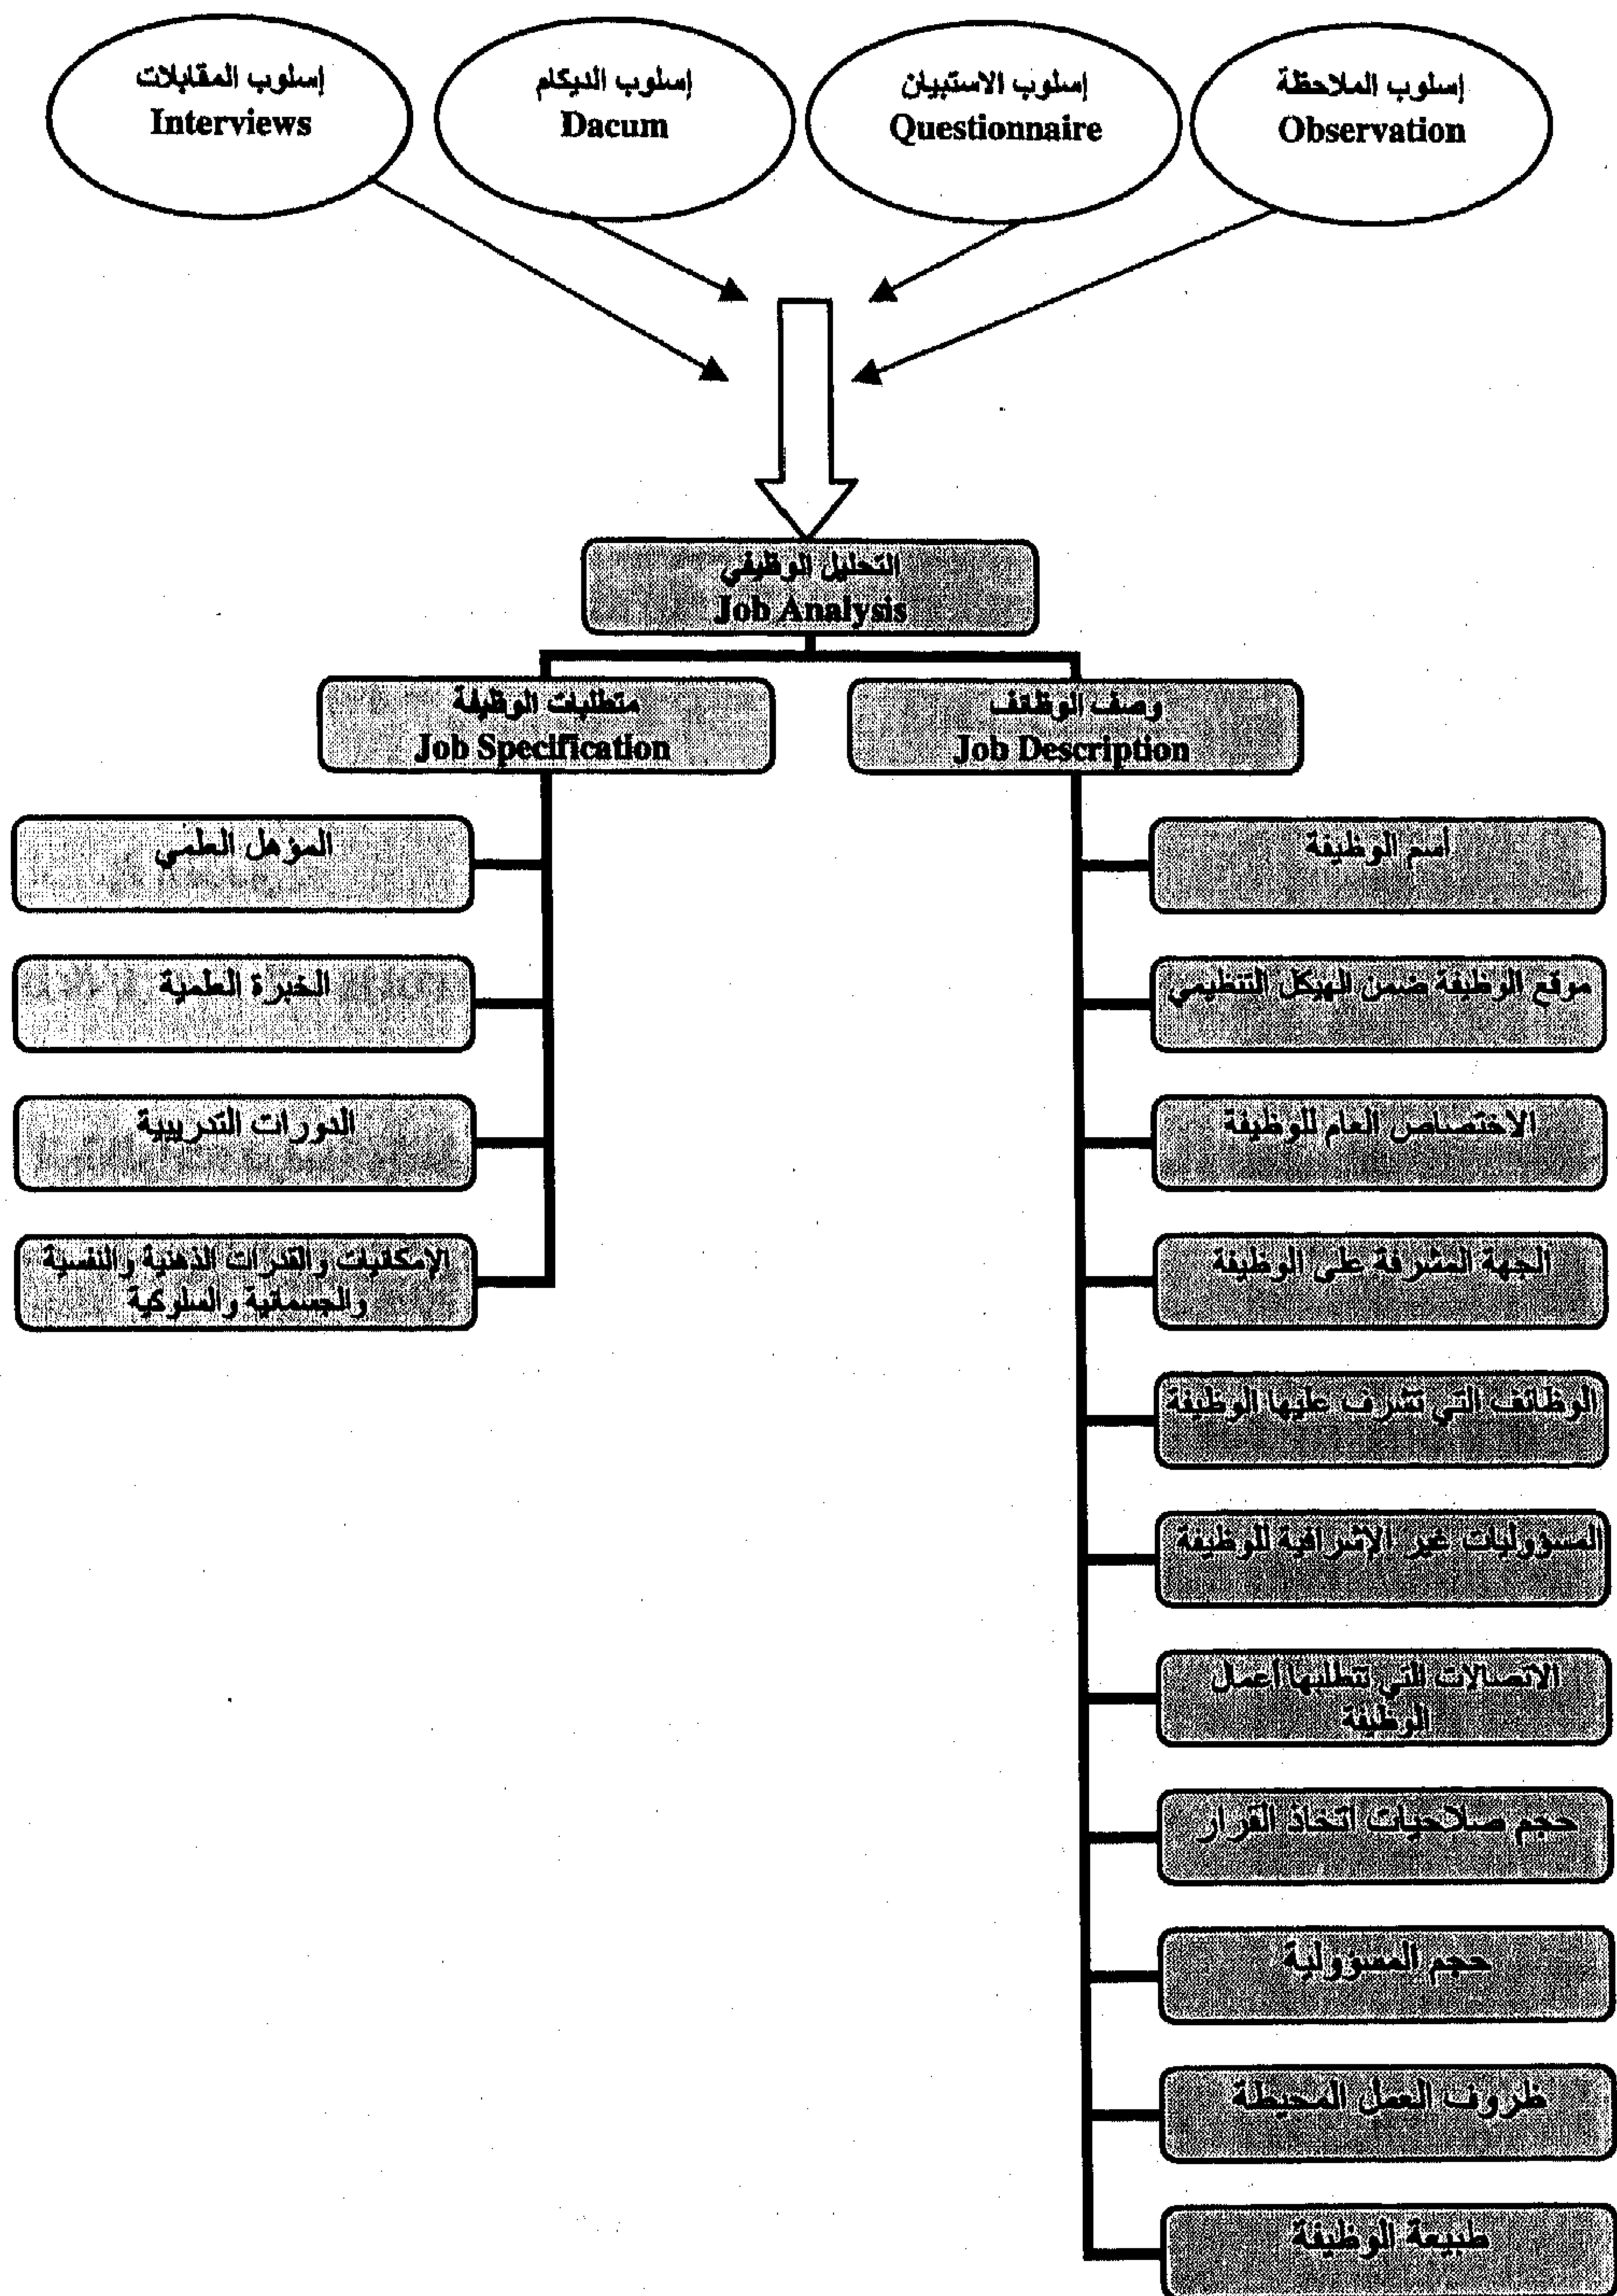 إسلوب الملاحظة
Observation
إسلوب الاستبيان
Questionnaire
إسلوب الديكام
Dacum
إسلوب المقابلات
Interviews
التحليل الوظيفي
Job Analysis
وصف الوظائف
Job Description
متطلبات الوظيفة
Job Specification
أسم الوظيفة
موقع الوظيفة ضمن الهيكل التنظيمي
الاختصاص العام للوظيفة
الجهة المشرفة على الوظيفة
الوظائف التي تشرف عليها الوظيفة
المسؤوليات غير الإشرافية للوظيفة
الاتصالات التي تتطلبها أعمال
الوظيفة
حجم صلاحيات اتخاذ القرار
حجم المسؤولية
ظروف العمل المحيطة
طبيعة الوظيفة
المؤهل العلمي
الخبرة العلمية
الدورات التدريبية
الإمكانيات والقدرات الذهنية والنفسية
والجسمانية والسلوكية